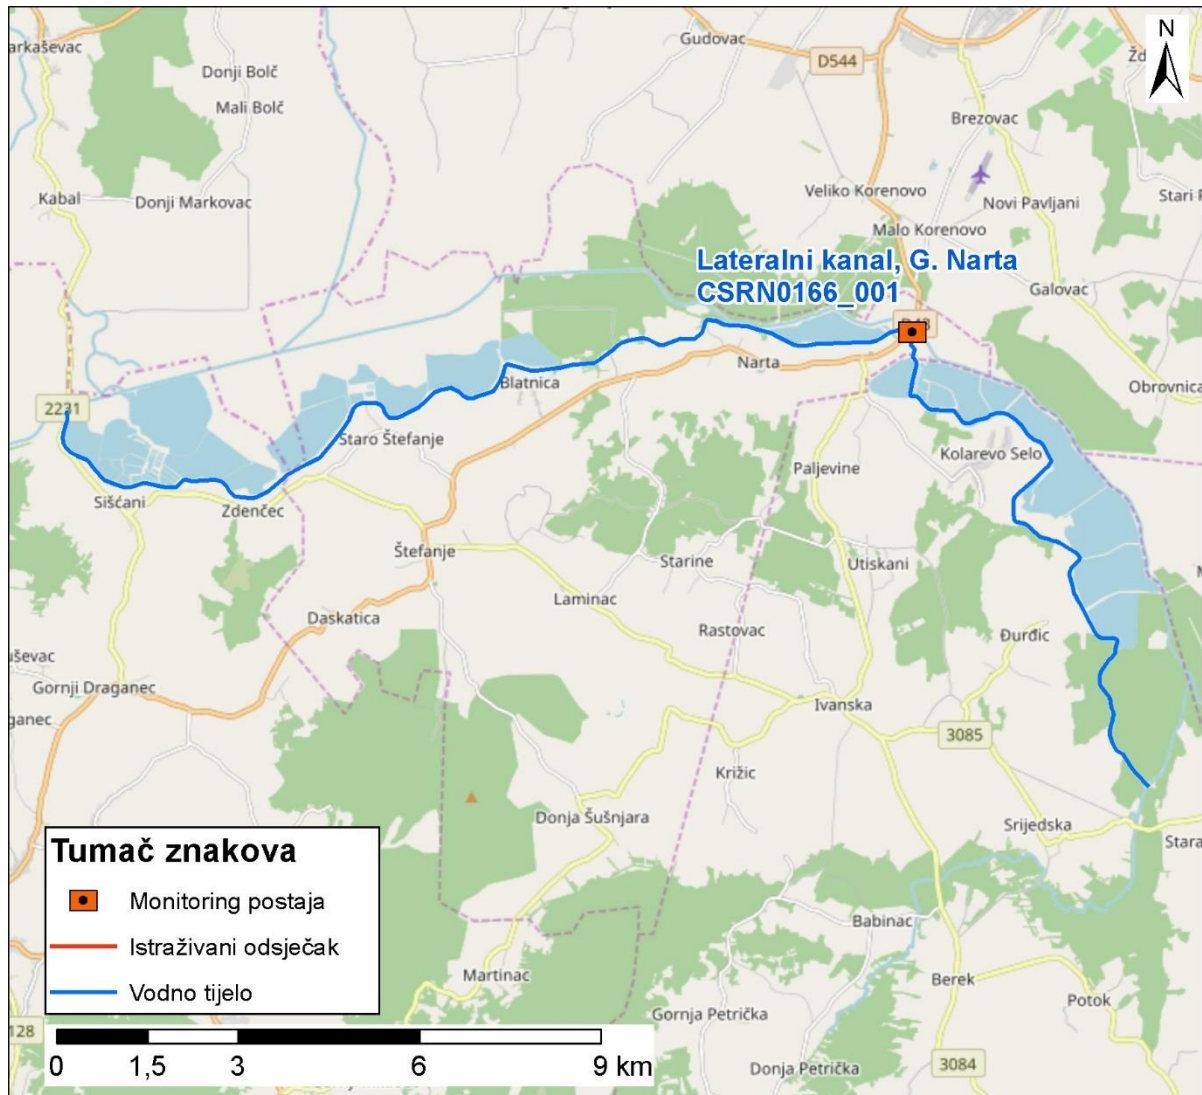 Gudovac
N
arkaševac
Donji Bolč
D544
Žd
Mali Bolč
Brezovac
Kabal
Donji Markovac
Veliko Korenovo
Novi Pavljani
Stari
Malo Korenovo
Lateralni kanal, G. Narta
CSRN0166_001
Galovac
D43
Narta
Blatnica
Obrovnica
2231
Staro Štefanje
Kolarevo Selo
Paljevine
Sišćani
Zdenčec
Štefanje
Starine
Utiskani
Laminac
Daskatica
Rastovac
Đurđic
uševac
Gornji Draganec
ganec
Ivanska
3085
Križic
Donja Šušnjara
Srijedska
Stara
Tumač znakova
Monitoring postaja
Istraživani odsječak
Vodno tijelo
Babinac
Martinac
Berek
Potok
Gornja Petrička
128
3084
Donja Petrička
0 1,5 3 6 9 km